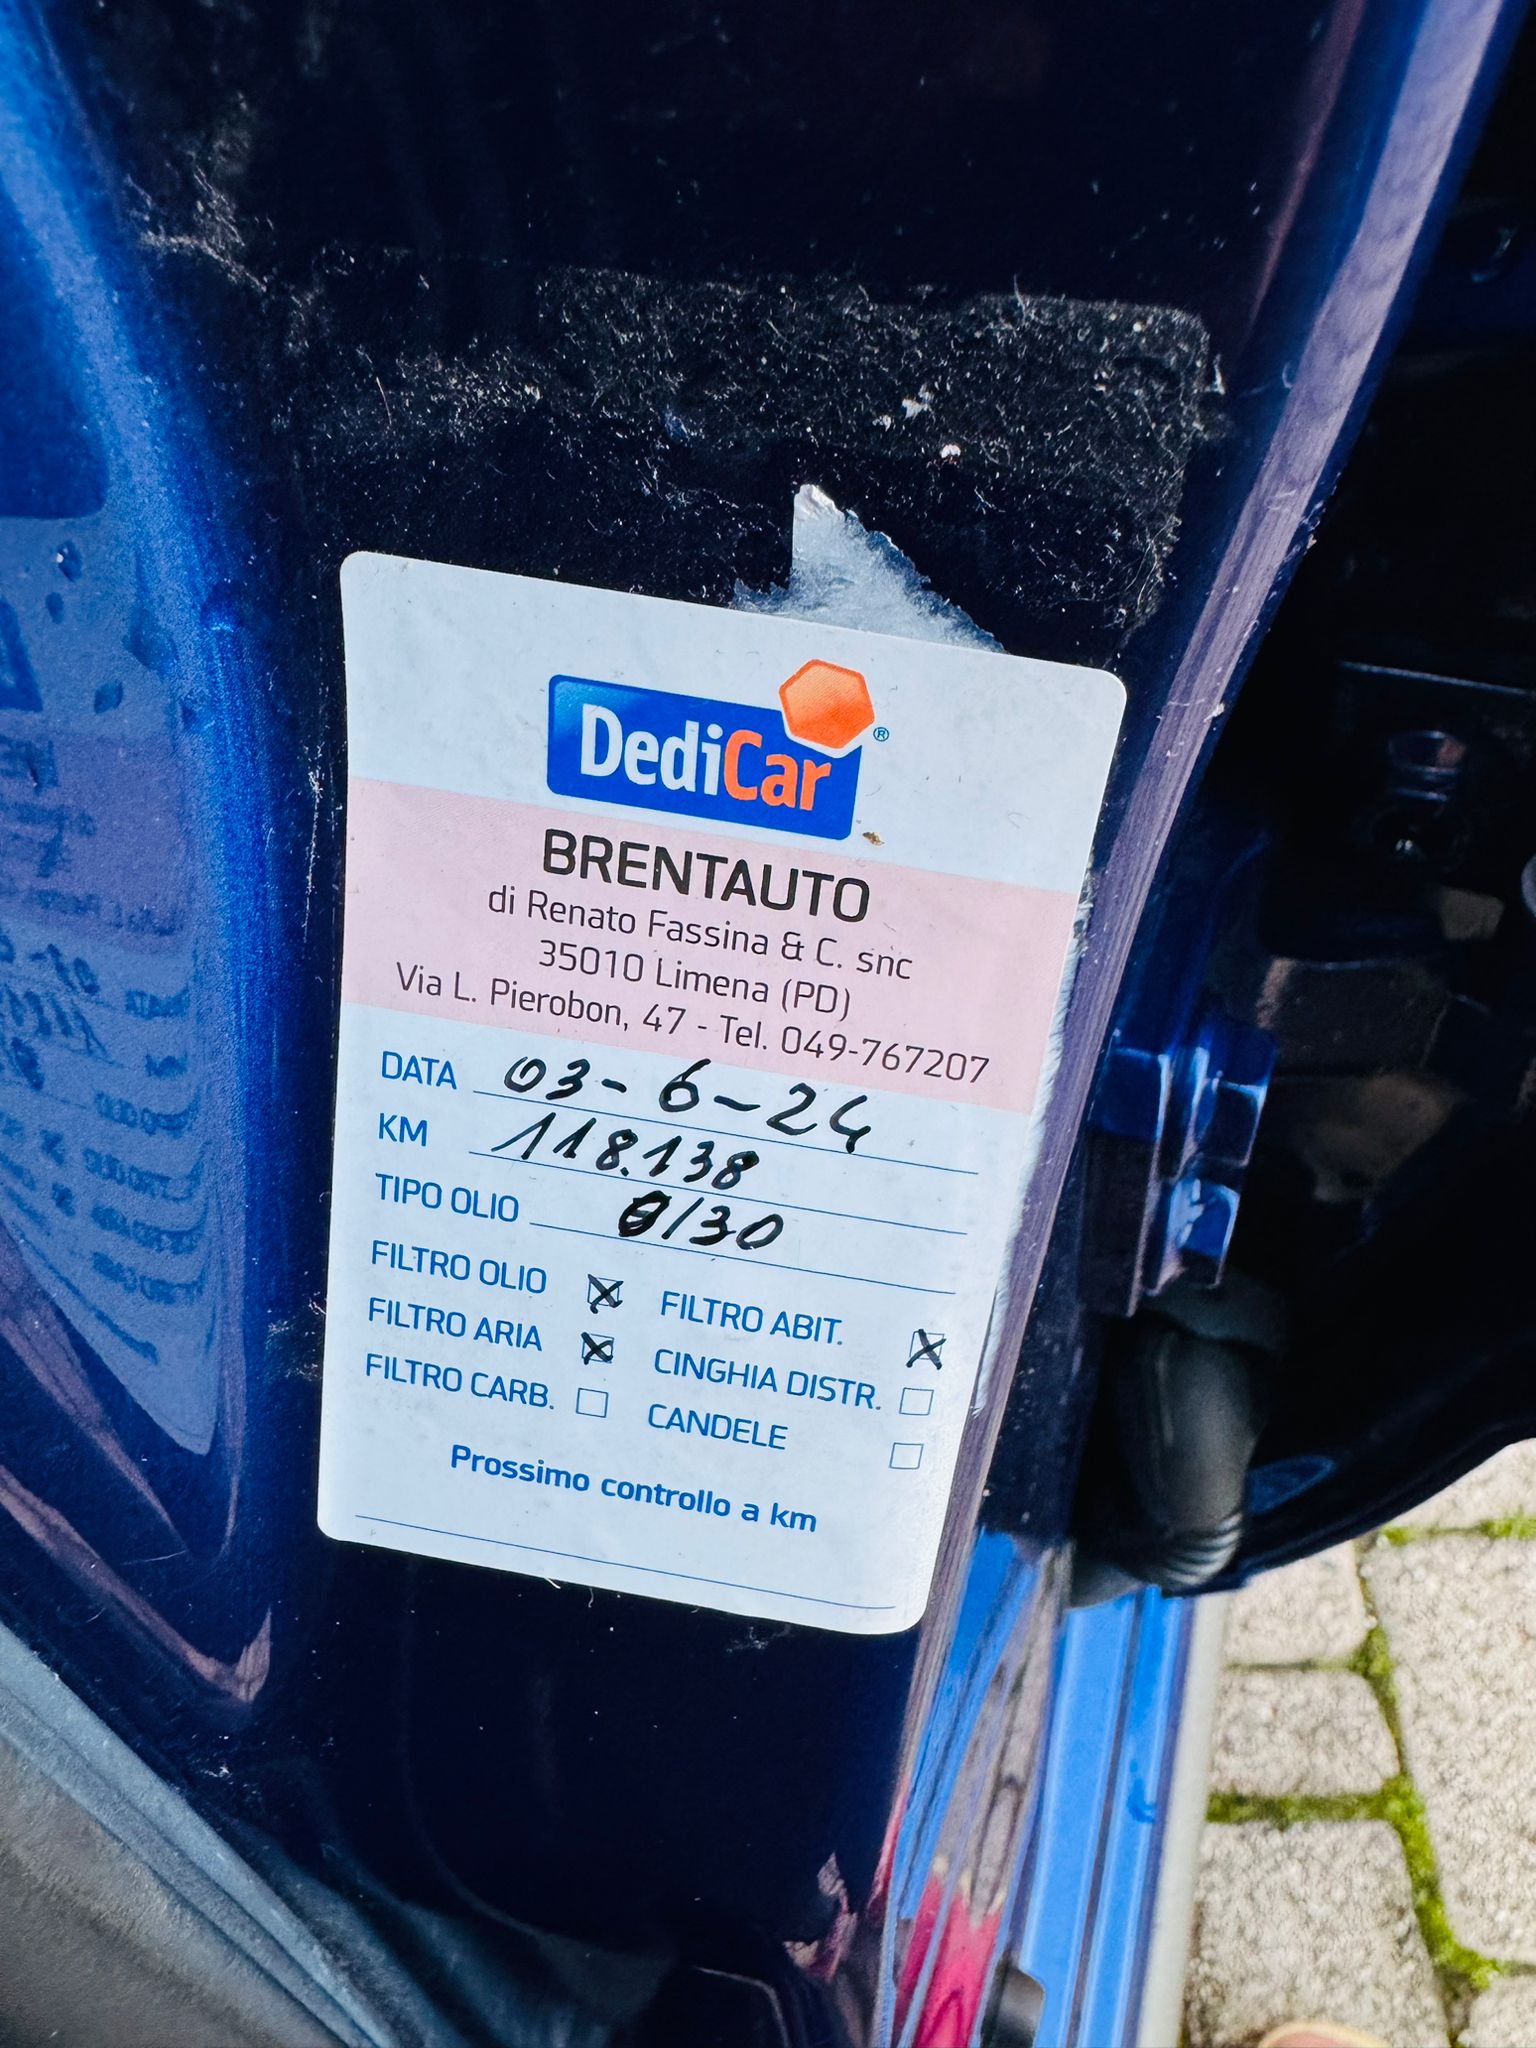 DediCar®
BRENTAUTO
di Renato Fassina & C. snc
35010 Limena (PD)
Via L. Pierobon, 47 - Tel. 049-767207
DATA 03-6-24
KM 118.138
TIPO OLIO 0/30
FILTRO OLIO FILTRO ABIT.
FILTRO ARIA CINGHIA DISTR.
FILTRO CARB. CANDELE
Prossimo controllo a km